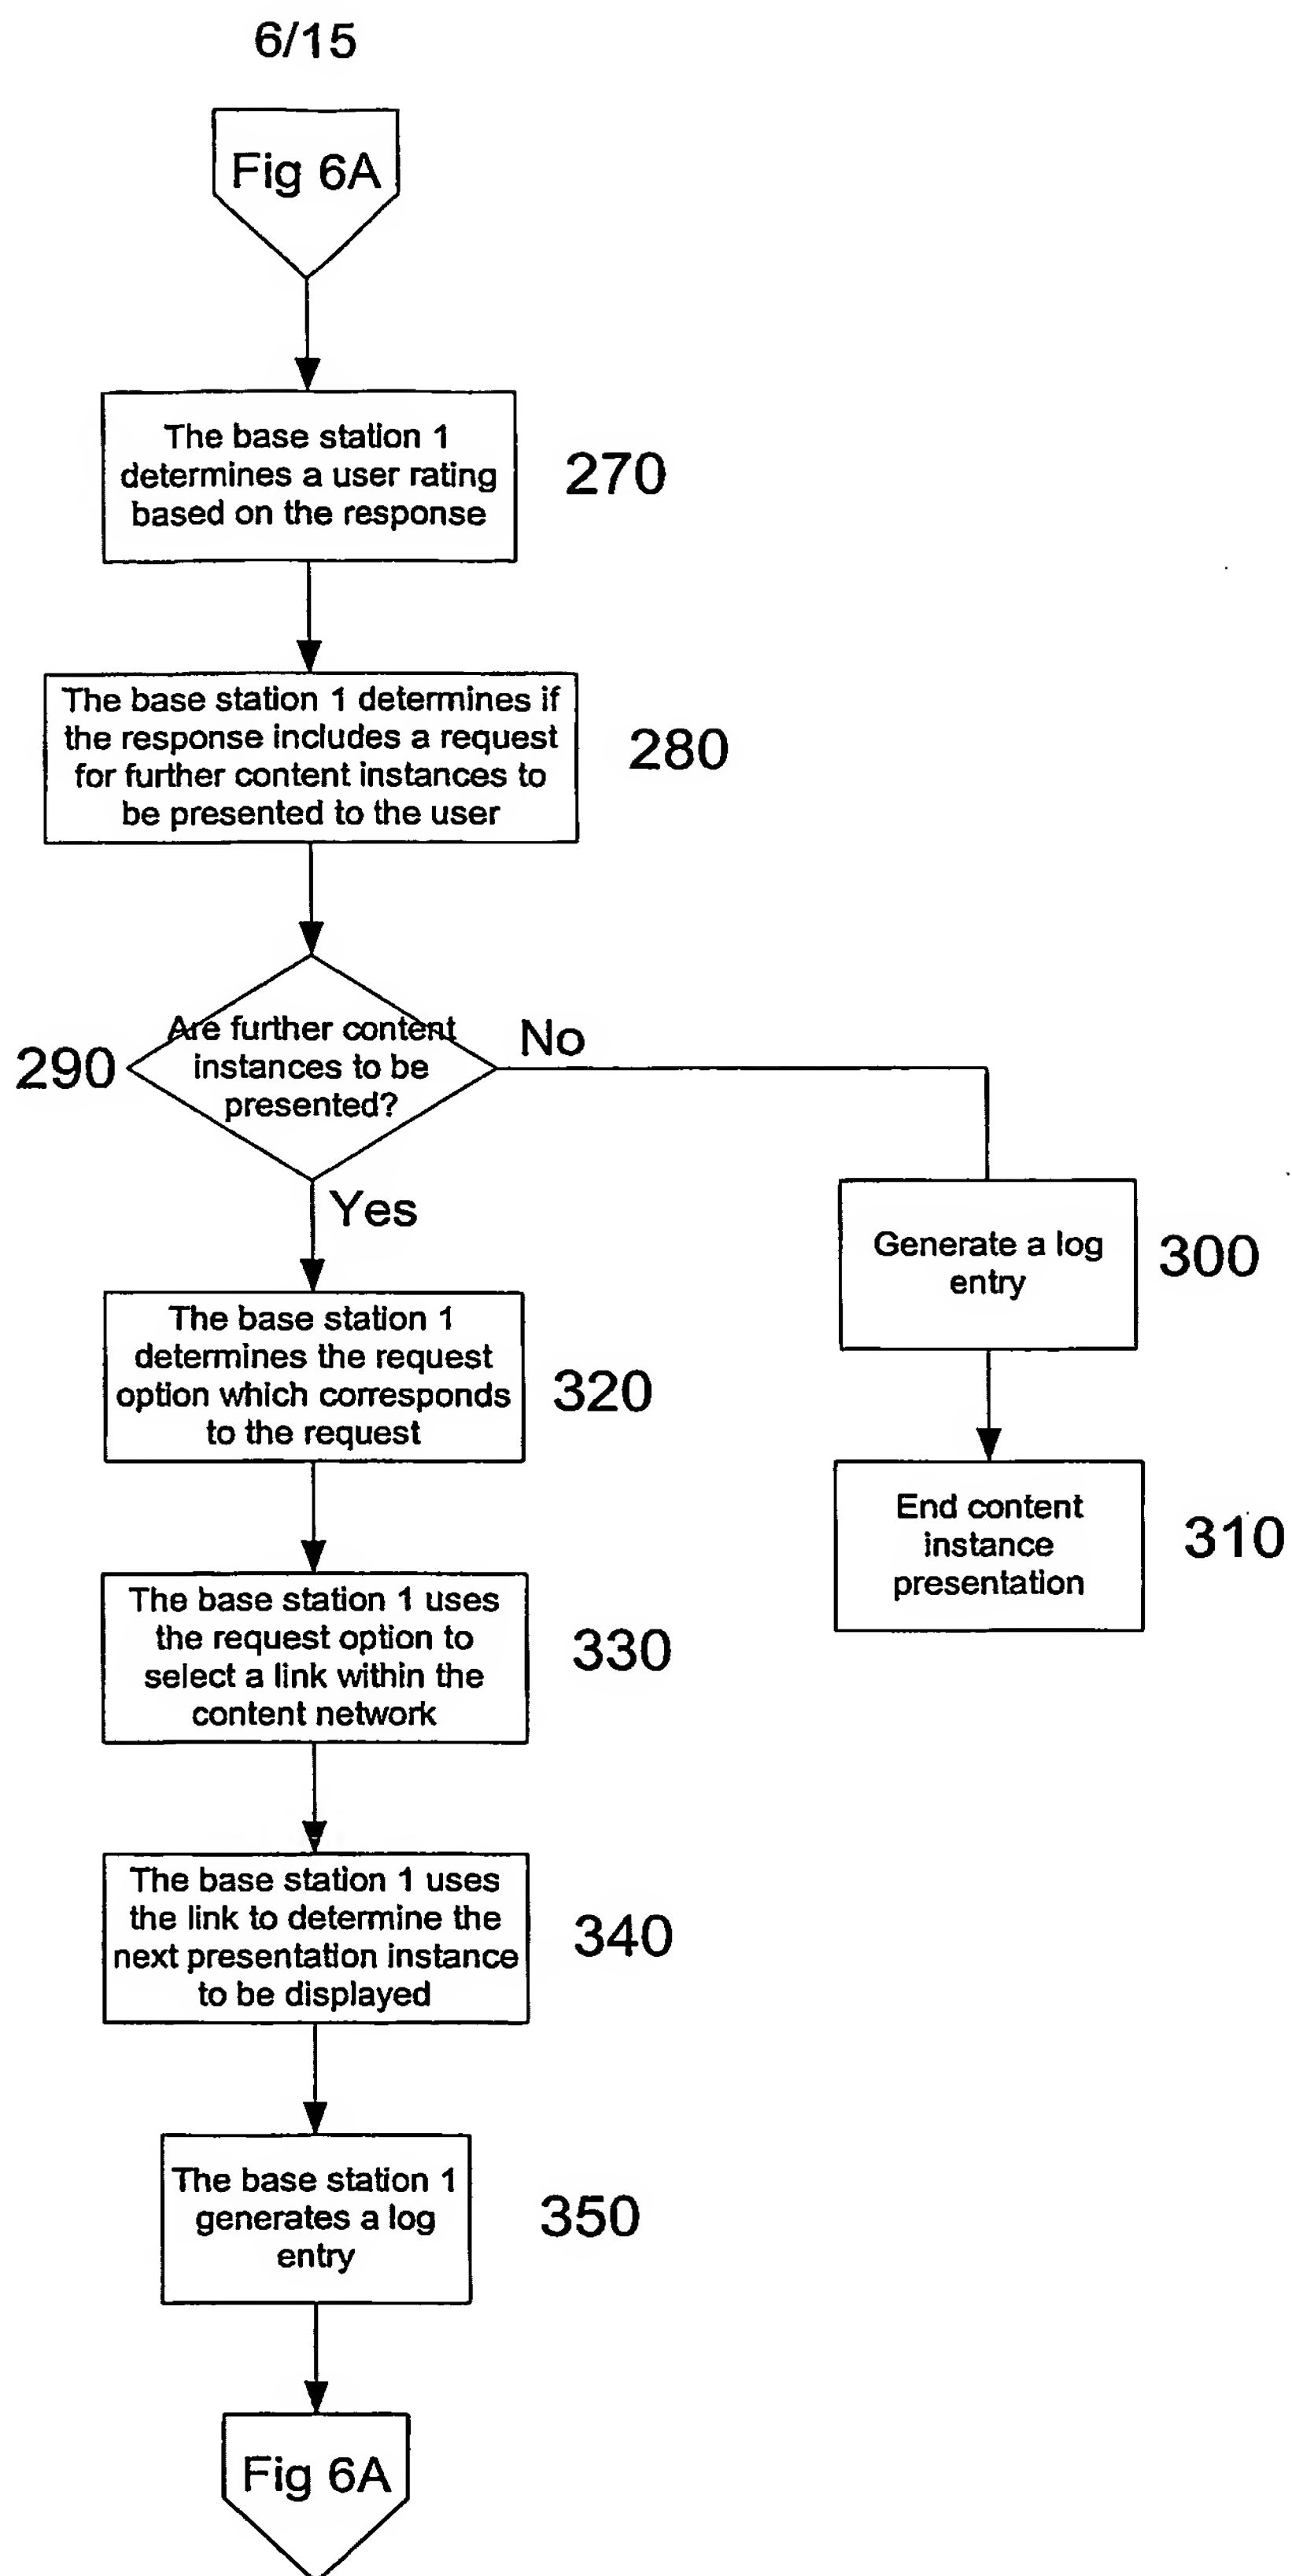 6/15
Fig 6A
The base station 1
determines a user rating
based on the response
270
The base station 1 determines if
the response includes a request
for further content instances to
be presented to the user
280
Are further content
instances to be
presented?
290
No
Yes
Generate a log
entry
300
The base station 1
determines the request
option which corresponds
to the request
320
End content
instance
presentation
310
The base station 1 uses
the request option to
select a link within the
content network
330
The base station 1 uses
the link to determine the
next presentation instance
to be displayed
340
The base station 1
generates a log
entry
350
Fig 6A